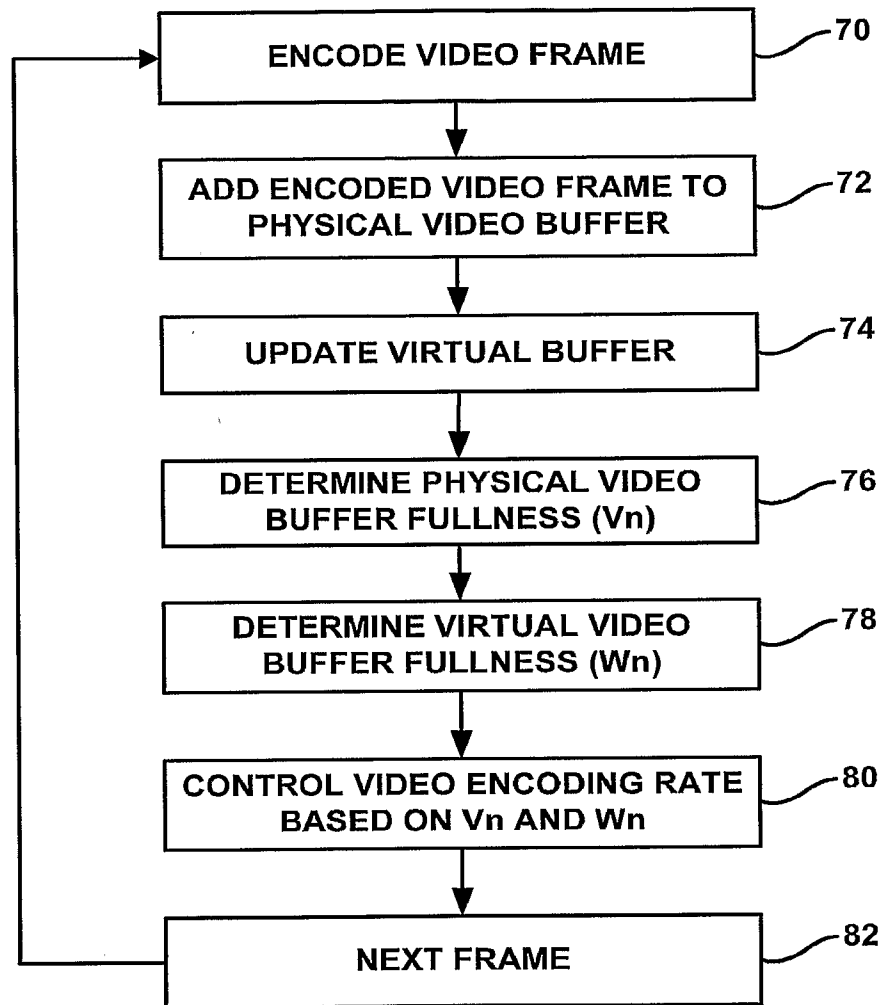 ENCODE VIDEO FRAME
70
ADD ENCODED VIDEO FRAME TO
PHYSICAL VIDEO BUFFER
72
UPDATE VIRTUAL BUFFER
74
DETERMINE PHYSICAL VIDEO
BUFFER FULLNESS (Vn)
76
DETERMINE VIRTUAL VIDEO
BUFFER FULLNESS (Wn)
78
CONTROL VIDEO ENCODING RATE
BASED ON Vn AND Wn
80
NEXT FRAME
82